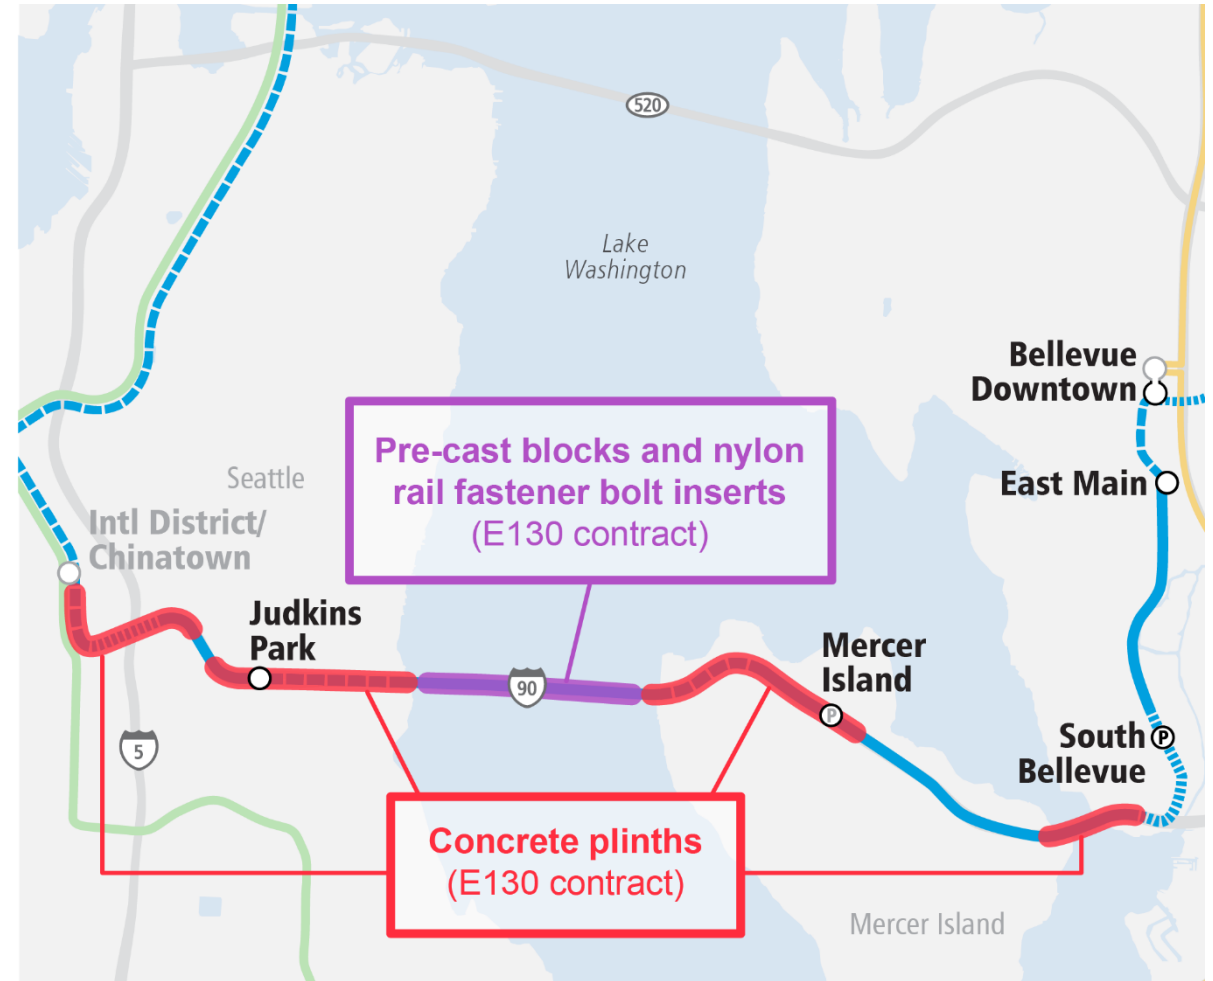 520
Lake
Washington
Bellevue
Downtown
Pre-cast blocks and nylon
rail fastener bolt inserts
(E130 contract)
East Main
Seattle
Intl District/
Chinatown
Judkins
Park
Mercer
Island
90
P
5
South
Bellevue
P
Concrete plinths
(E130 contract)
Mercer Island